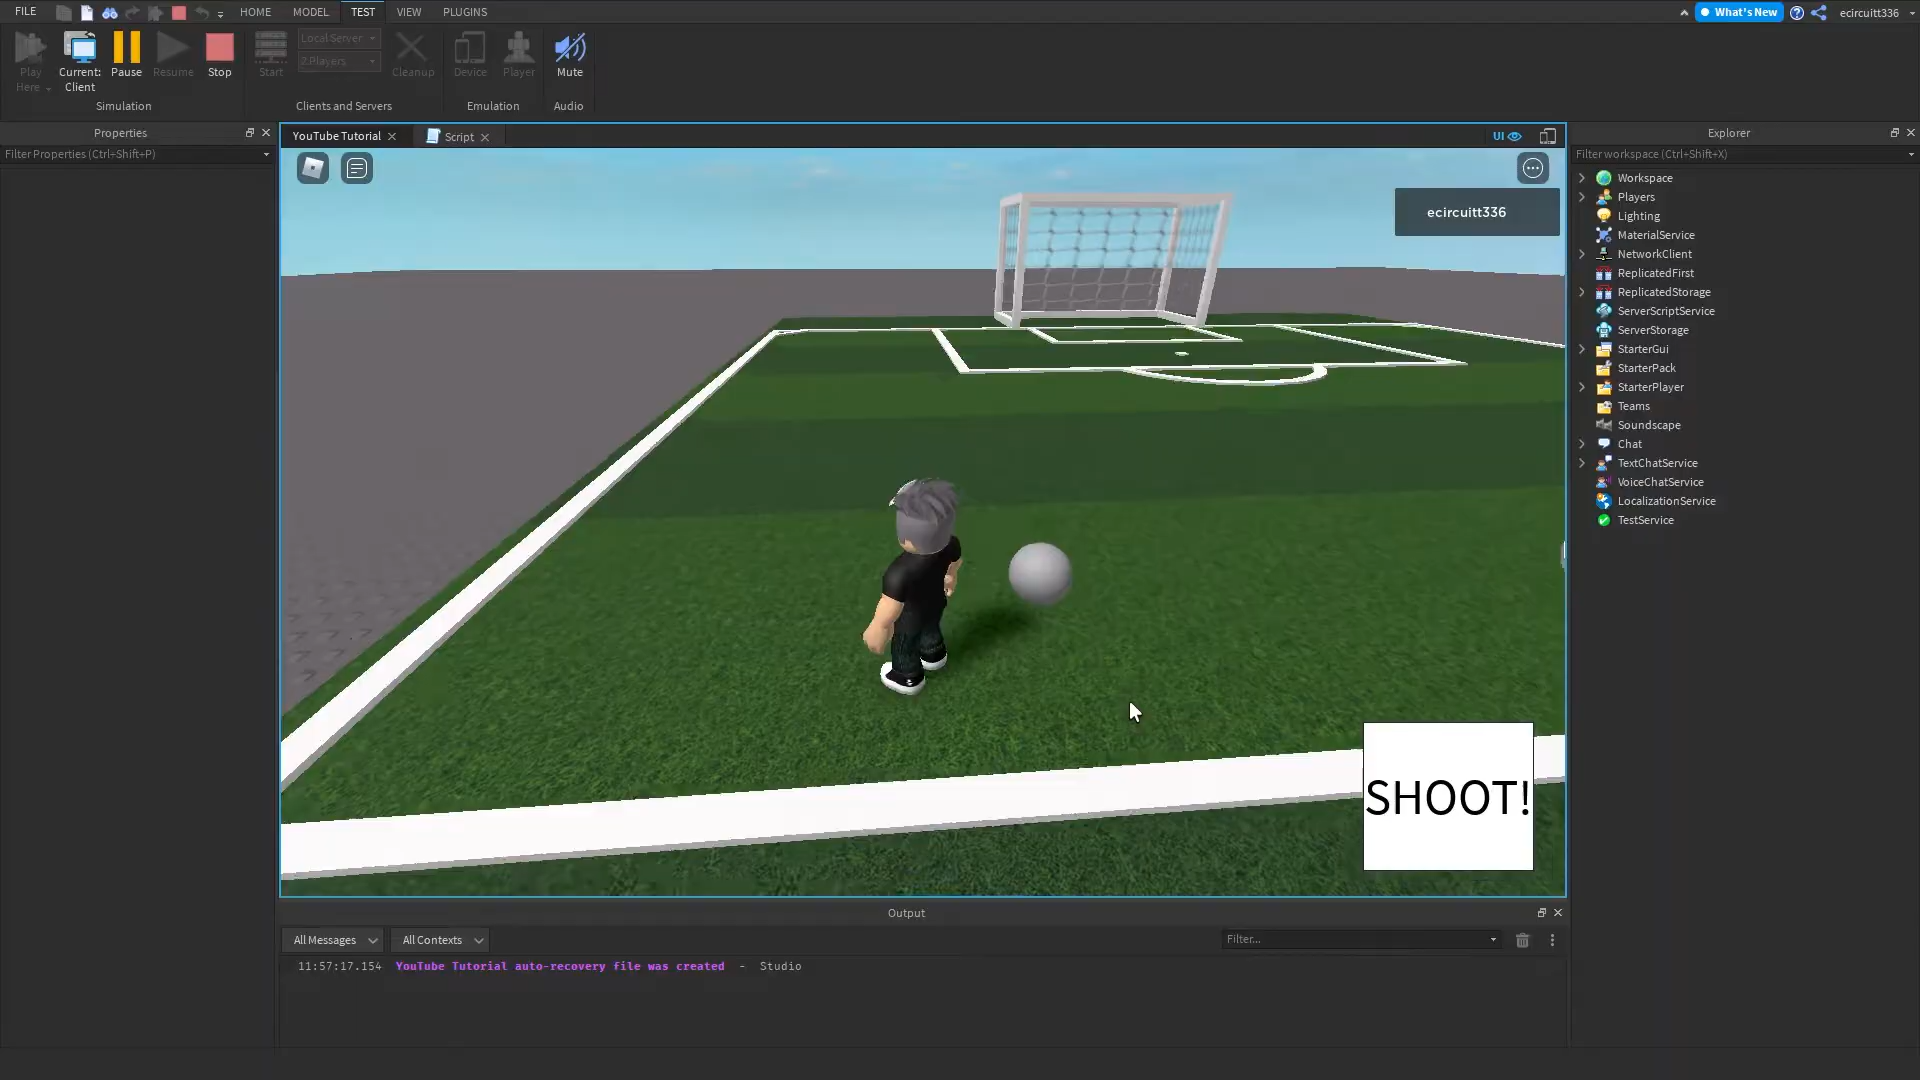 FILE
HOME
MODEL
TEST
VIEW
PLUGINS
What's New
ecircuitt336
Play
Here
Current:
Client
Pause
Resume
Stop
Simulation
Start
Local Server
2 Players
Cleanup
Clients and Servers
Device
Player
Emulation
Mute
Audio
Properties
Filter Properties (Ctrl+Shift+P)
YouTube Tutorial
Script
UI
ecircuitt336
SHOOT!
Explorer
Filter workspace (Ctrl+Shift+X)
Workspace
Players
Lighting
MaterialService
NetworkClient
ReplicatedFirst
ReplicatedStorage
ServerScriptService
ServerStorage
StarterGui
StarterPack
StarterPlayer
Teams
Soundscape
Chat
TextChatService
VoiceChatService
LocalizationService
TestService
Output
All Messages
All Contexts
Filter...
11:57:17.154 YouTube Tutorial auto-recovery file was created - Studio